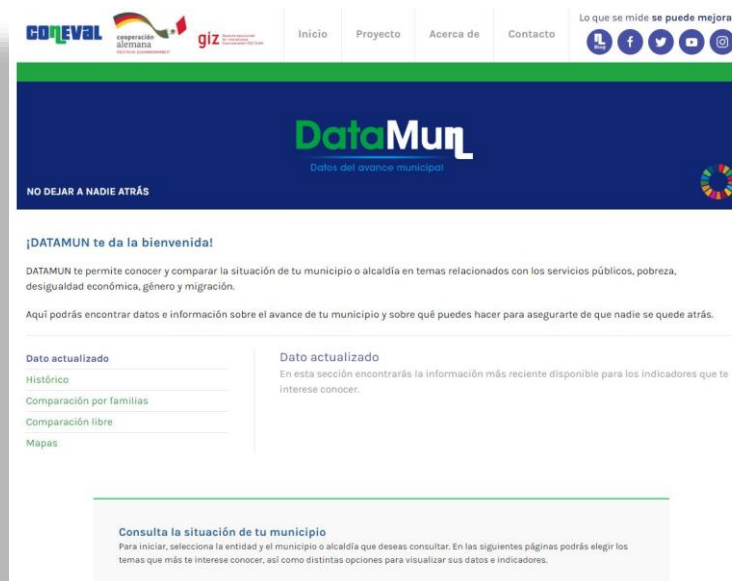 CONEVAL
cooperación
alemana
DEUTSCHE ZUSAMMENARBEIT
giz
Inicio
Proyecto
Acerca de
Contacto
Lo que se mide se puede mejora
Blog
DataMun
Datos del avance municipal
NO DEJAR A NADIE ATRÁS
¡DATAMUN te da la bienvenida!
DATAMUN te permite conocer y comparar la situación de tu municipio o alcaldía en temas relacionados con los servicios públicos, pobreza,
desigualdad económica, género y migración.
Aquí podrás encontrar datos e información sobre el avance de tu municipio y sobre qué puedes hacer para asegurarte de que nadie se quede atrás.
Dato actualizado
Histórico
Comparación por familias
Comparación libre
Mapas
Dato actualizado
En esta sección encontrarás la información más reciente disponible para los indicadores que te
interese conocer.
Consulta la situación de tu municipio
Para iniciar, selecciona la entidad y el municipio o alcaldía que deseas consultar. En las siguientes páginas podrás elegir los
temas que más te interese conocer, así como distintas opciones para visualizar sus datos e indicadores.